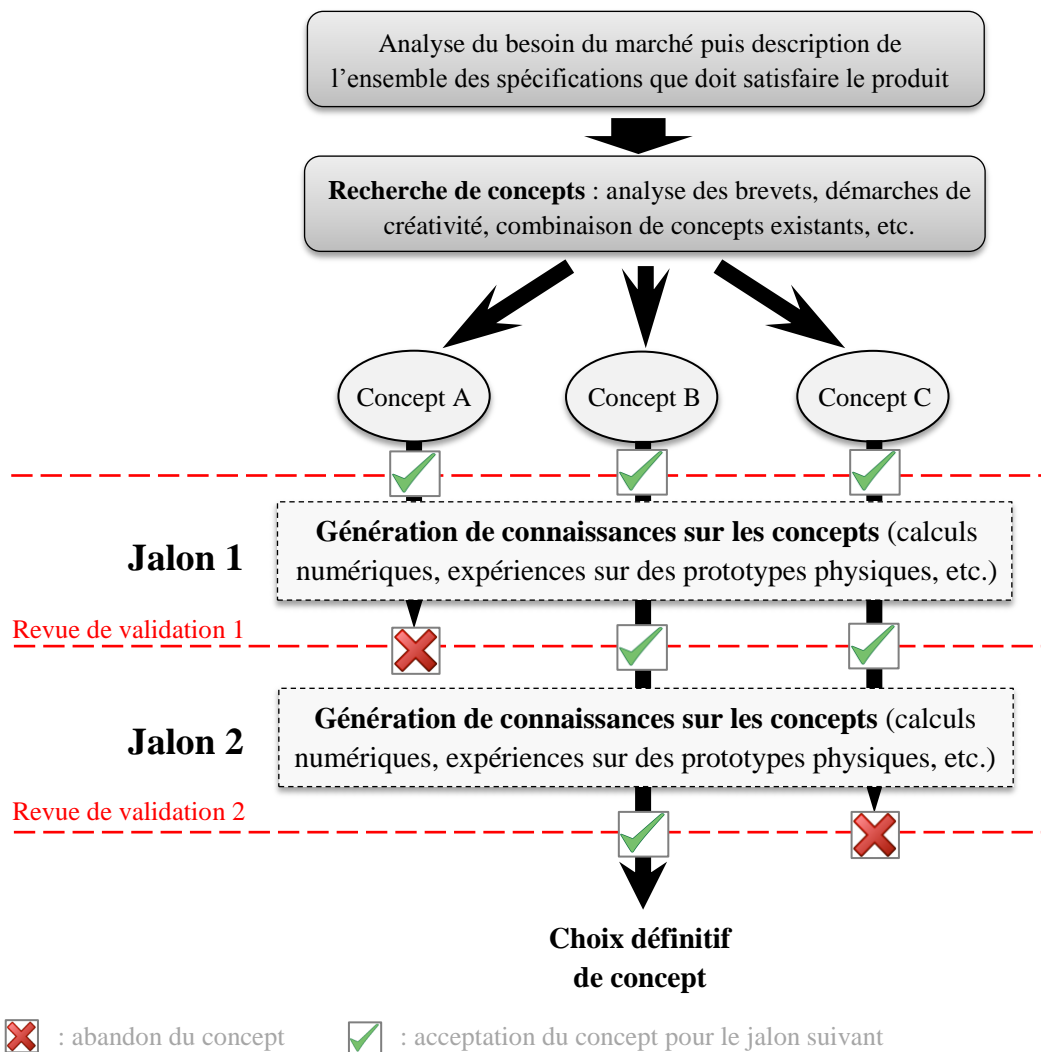 Analyse du besoin du marché puis description de
l’ensemble des spécifications que doit satisfaire le produit
Recherche de concepts : analyse des brevets, démarches de
créativité, combinaison de concepts existants, etc.
Concept A
Concept B
Concept C
Jalon 1
Génération de connaissances sur les concepts (calculs
numériques, expériences sur des prototypes physiques, etc.)
Revue de validation 1
Jalon 2
Génération de connaissances sur les concepts (calculs
numériques, expériences sur des prototypes physiques, etc.)
Revue de validation 2
Choix définitif
de concept
: abandon du concept
: acceptation du concept pour le jalon suivant